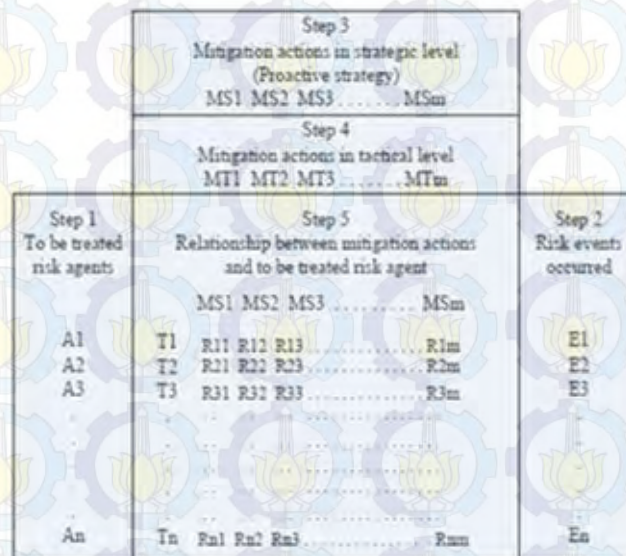 Step 3
Mitigation actions in strategic level
(Proactive strategy)
MS1 MS2 MS3 ........ MSm
Step 4
Mitigation actions in tactical level
MT1 MT2 MT3 ........ MTm
Step 1
To be treated
risk agents
Step 5
Relationship between mitigation actions
and to be treated risk agent
Step 2
Risk events
occurred
MS1 MS2 MS3 .......... MSm
A1 T1 R11 R12 R13 .............. R1m E1
A2 T2 R21 R22 R23 .............. R2m E2
A3 T3 R31 R32 R33 .............. R3m E3
An Tn Rn1 Rn2 Rn3 .............. Rnm En